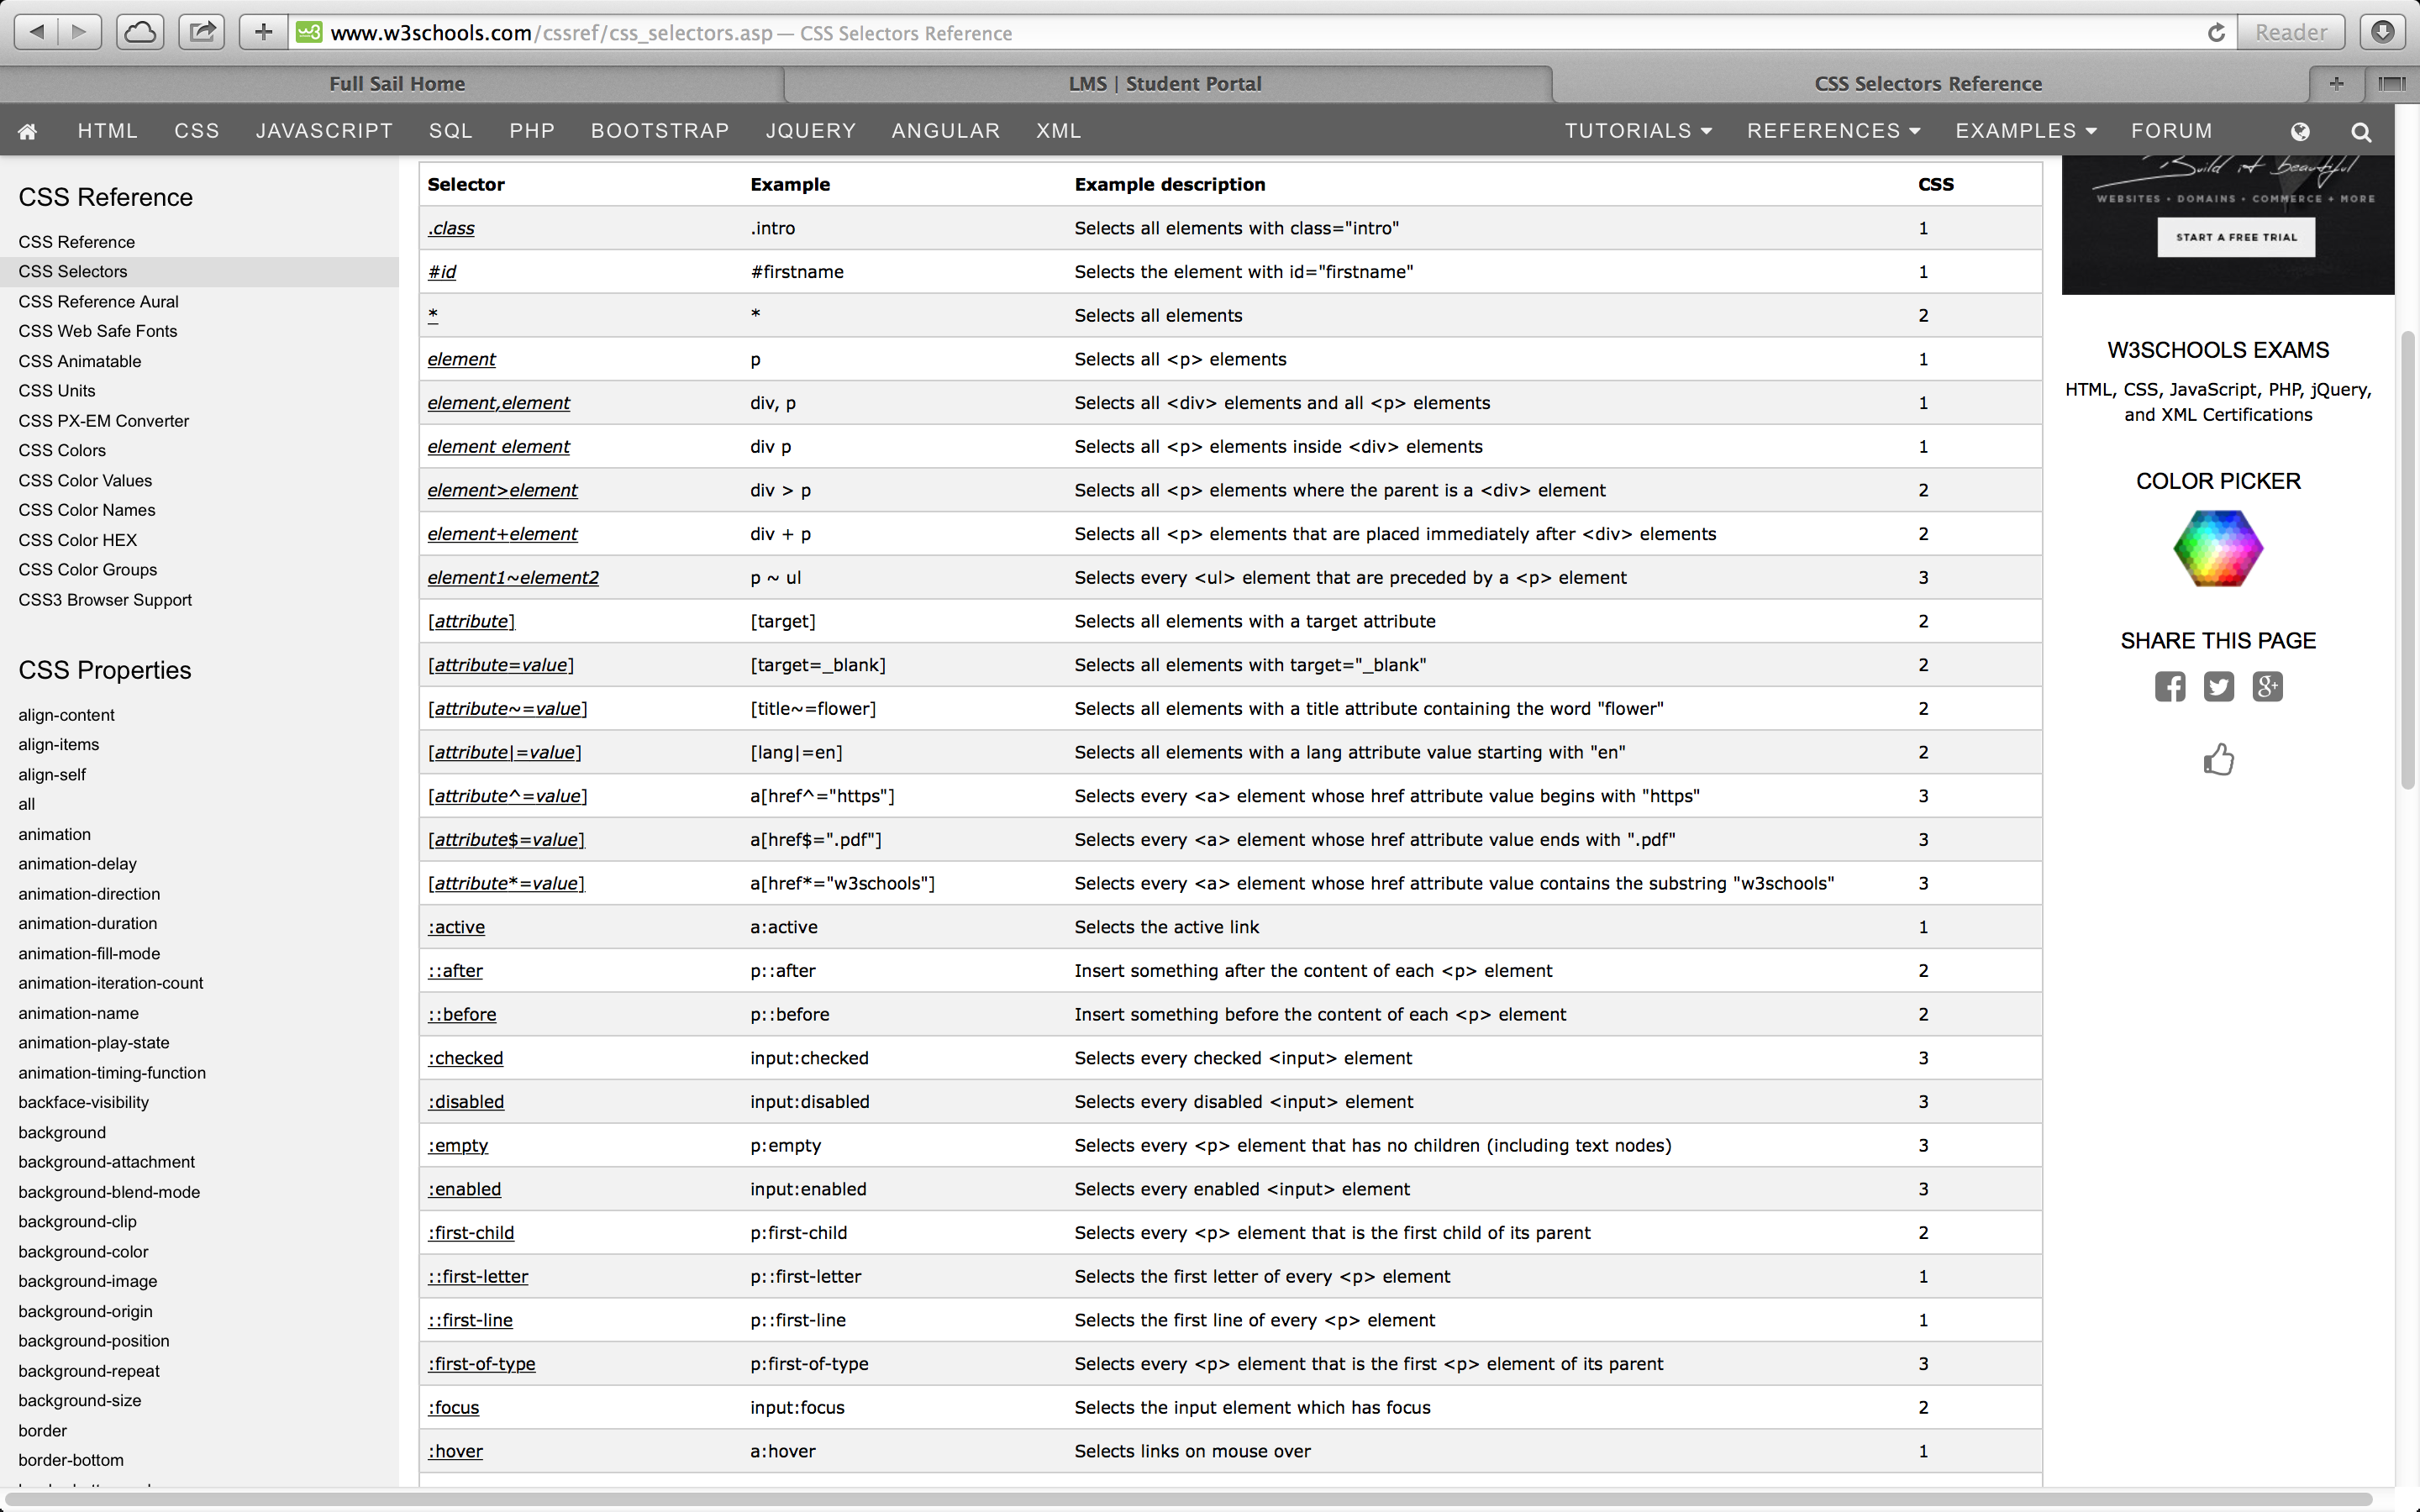 www.w3schools.com/cssref/css_selectors.asp — CSS Selectors Reference
Reader
Full Sail Home
LMS | Student Portal
CSS Selectors Reference
HTML CSS JAVASCRIPT SQL PHP BOOTSTRAP JQUERY ANGULAR XML TUTORIALS REFERENCES EXAMPLES FORUM
CSS Reference
CSS Reference
CSS Selectors
CSS Reference Aural
CSS Web Safe Fonts
CSS Animatable
CSS Units
CSS PX-EM Converter
CSS Colors
CSS Color Values
CSS Color Names
CSS Color HEX
CSS Color Groups
CSS3 Browser Support
CSS Properties
align-content
align-items
align-self
all
animation
animation-delay
animation-direction
animation-duration
animation-fill-mode
animation-iteration-count
animation-name
animation-play-state
animation-timing-function
backface-visibility
background
background-attachment
background-blend-mode
background-clip
background-color
background-image
background-origin
background-position
background-repeat
background-size
border
border-bottom
Selector Example Example description CSS
.class .intro Selects all elements with class="intro" 1
#id #firstname Selects the element with id="firstname" 1
* * Selects all elements 2
element p Selects all <p> elements 1
element,element div, p Selects all <div> elements and all <p> elements 1
element element div p Selects all <p> elements inside <div> elements 1
element>element div > p Selects all <p> elements where the parent is a <div> element 2
element+element div + p Selects all <p> elements that are placed immediately after <div> elements 2
element1~element2 p ~ ul Selects every <ul> element that are preceded by a <p> element 3
[attribute] [target] Selects all elements with a target attribute 2
[attribute=value] [target=_blank] Selects all elements with target="_blank" 2
[attribute~=value] [title~=flower] Selects all elements with a title attribute containing the word "flower" 2
[attribute|=value] [lang|=en] Selects all elements with a lang attribute value starting with "en" 2
[attribute^=value] a[href^="https"] Selects every <a> element whose href attribute value begins with "https" 3
[attribute$=value] a[href$=".pdf"] Selects every <a> element whose href attribute value ends with ".pdf" 3
[attribute*=value] a[href*="w3schools"] Selects every <a> element whose href attribute value contains the substring "w3schools" 3
:active a:active Selects the active link 1
::after p::after Insert something after the content of each <p> element 2
::before p::before Insert something before the content of each <p> element 2
:checked input:checked Selects every checked <input> element 3
:disabled input:disabled Selects every disabled <input> element 3
:empty p:empty Selects every <p> element that has no children (including text nodes) 3
:enabled input:enabled Selects every enabled <input> element 3
:first-child p:first-child Selects every <p> element that is the first child of its parent 2
::first-letter p::first-letter Selects the first letter of every <p> element 1
::first-line p::first-line Selects the first line of every <p> element 1
:first-of-type p:first-of-type Selects every <p> element that is the first <p> element of its parent 3
:focus input:focus Selects the input element which has focus 2
:hover a:hover Selects links on mouse over 1
Build it beautiful
WEBSITES • DOMAINS • COMMERCE + MORE
START A FREE TRIAL
W3SCHOOLS EXAMS
HTML, CSS, JavaScript, PHP, jQuery,
and XML Certifications
COLOR PICKER
SHARE THIS PAGE